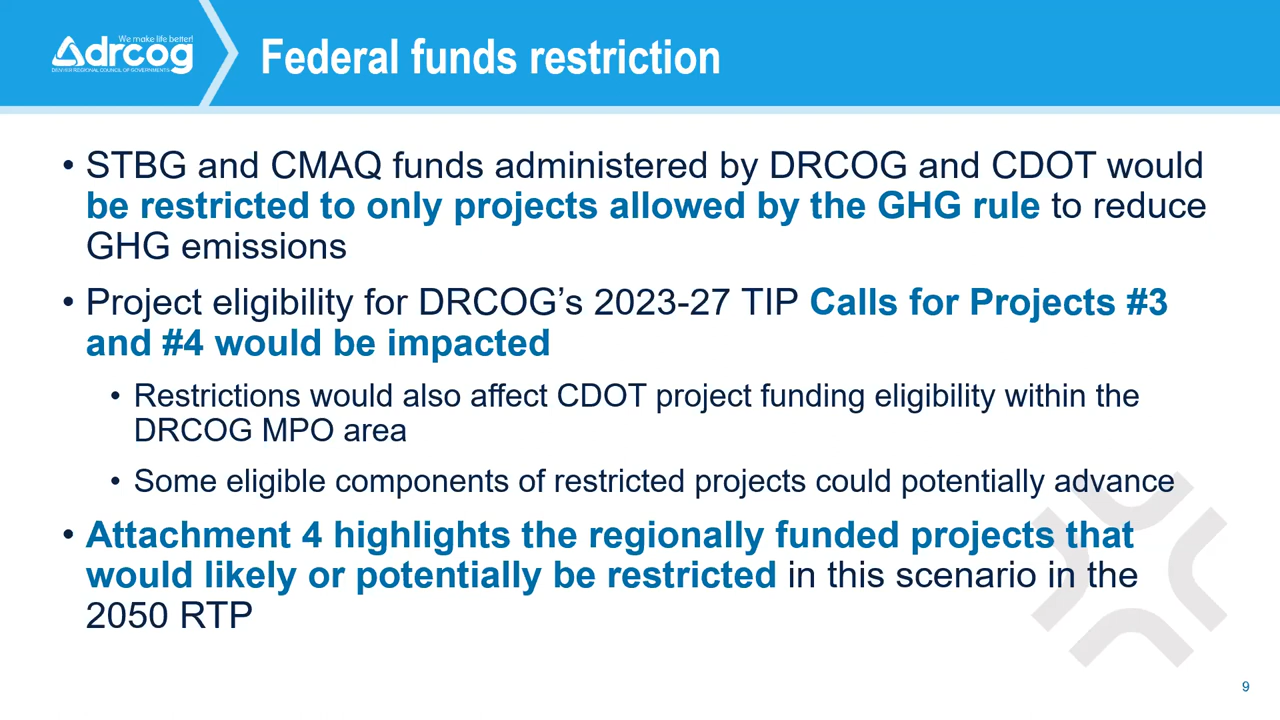 We make life better!
drcog
DENVER REGIONAL COUNCIL OF GOVERNMENTS
Federal funds restriction
• STBG and CMAQ funds administered by DRCOG and CDOT would
be restricted to only projects allowed by the GHG rule to reduce
GHG emissions
• Project eligibility for DRCOG’s 2023-27 TIP Calls for Projects #3
and #4 would be impacted
• Restrictions would also affect CDOT project funding eligibility within the
DRCOG MPO area
• Some eligible components of restricted projects could potentially advance
• Attachment 4 highlights the regionally funded projects that
would likely or potentially be restricted in this scenario in the
2050 RTP
9